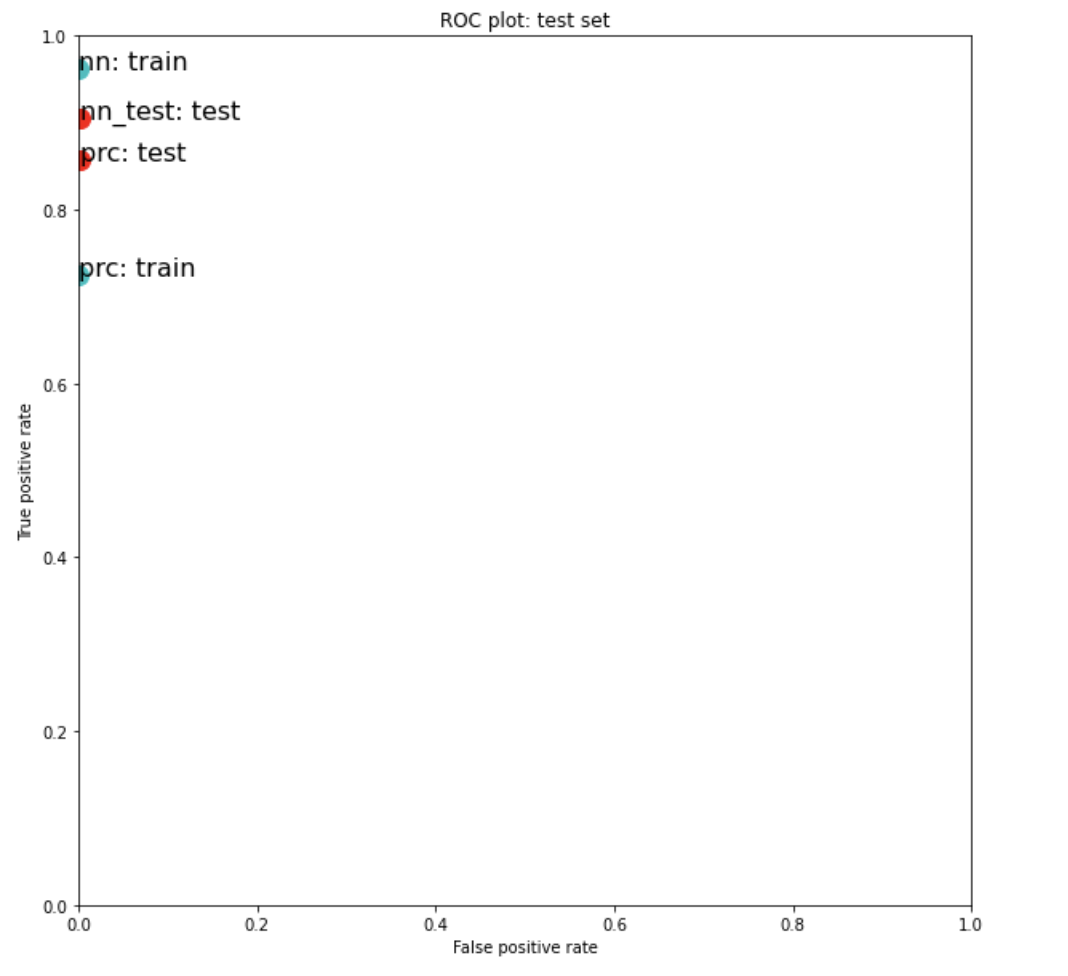 ROC plot: test set
1.0
nn: train
nn_test: test
prc: test
0.8
prc: train
0.6
True positive rate
0.4
0.2
0.0
0.0 0.2 0.4 0.6 0.8 1.0
False positive rate